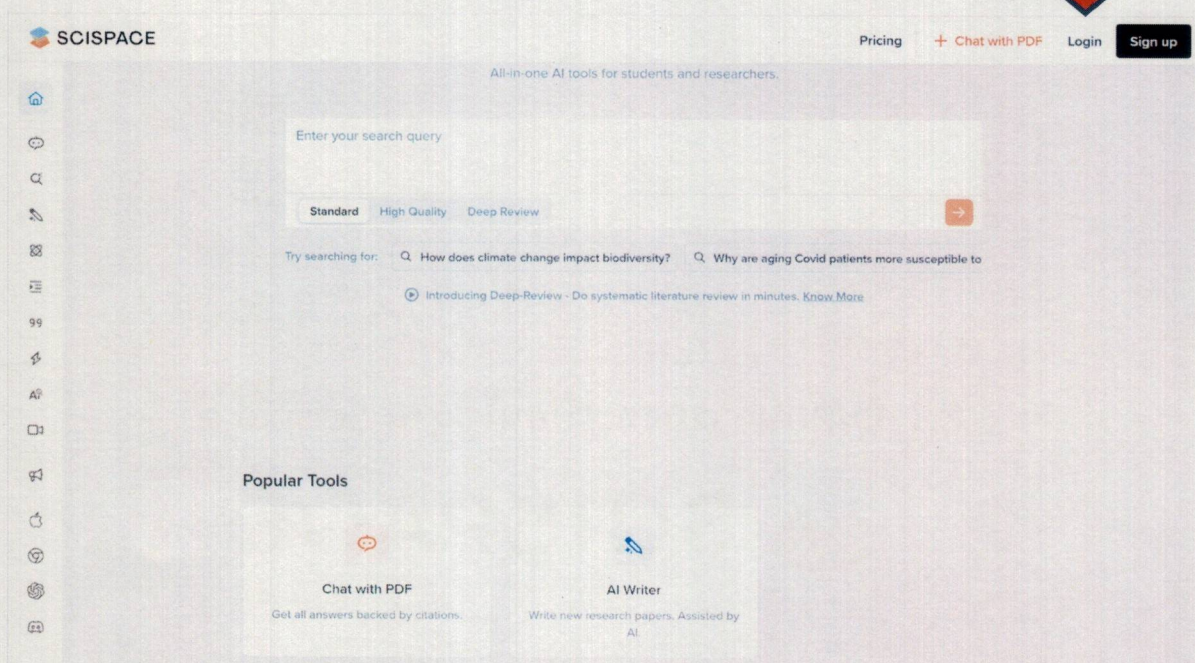 SCISPACE
Pricing
+ Chat with PDF
Login
Sign up
All-in-one AI tools for students and researchers.
Enter your search query
Standard High Quality Deep Review
Try searching for: How does climate change impact biodiversity? Why are aging Covid patients more susceptible to
Introducing Deep-Review - Do systematic literature review in minutes. Know More
99
AI
Popular Tools
Chat with PDF
Get all answers backed by citations.
AI Writer
Write new research papers. Assisted by
AI.